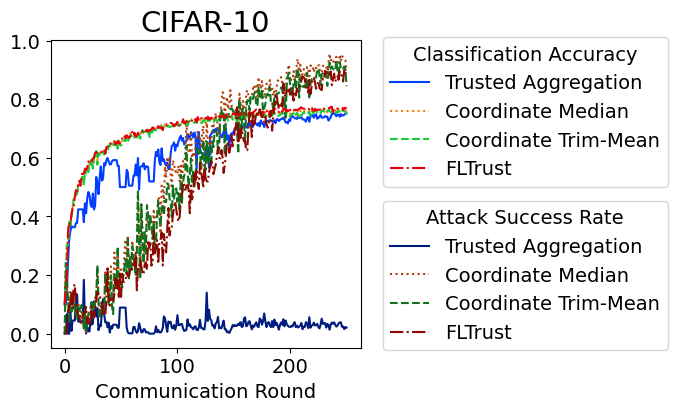 CIFAR-10
1.0
0.8
0.6
0.4
0.2
0.0
0
100
200
Communication Round
Classification Accuracy
Trusted Aggregation
Coordinate Median
Coordinate Trim-Mean
FLTrust
Attack Success Rate
Trusted Aggregation
Coordinate Median
Coordinate Trim-Mean
FLTrust